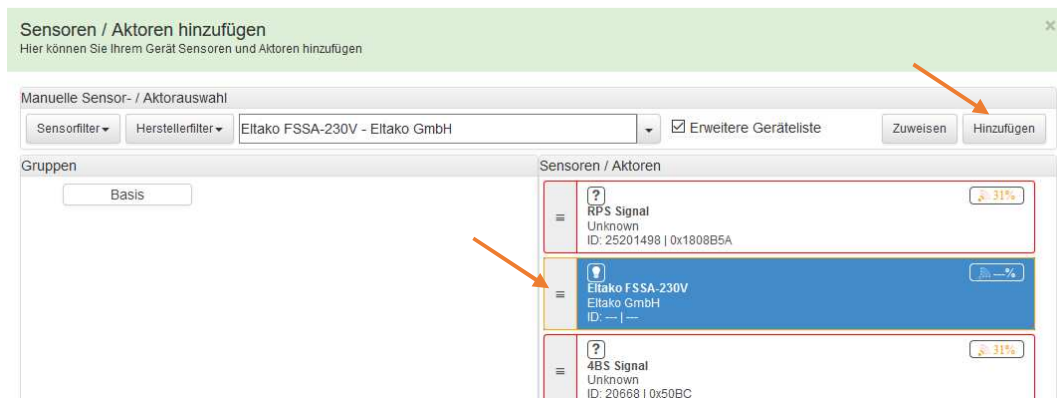 Sensoren / Aktoren hinzufügen
Hier können Sie Ihrem Gerät Sensoren und Aktoren hinzufügen
Manuelle Sensor- / Aktorauswahl
Sensorfilter Herstellerfilter Eltako FSSA-230V - Eltako GmbH Erweitere Geräteliste Zuweisen Hinzufügen
Gruppen
Basis
Sensoren / Aktoren
31%
RPS Signal
Unknown
ID: 25201498 | 0x1808B5A
---%
Eltako FSSA-230V
Eltako GmbH
ID: --- | ---
31%
4BS Signal
Unknown
ID: 20668 | 0x50BC